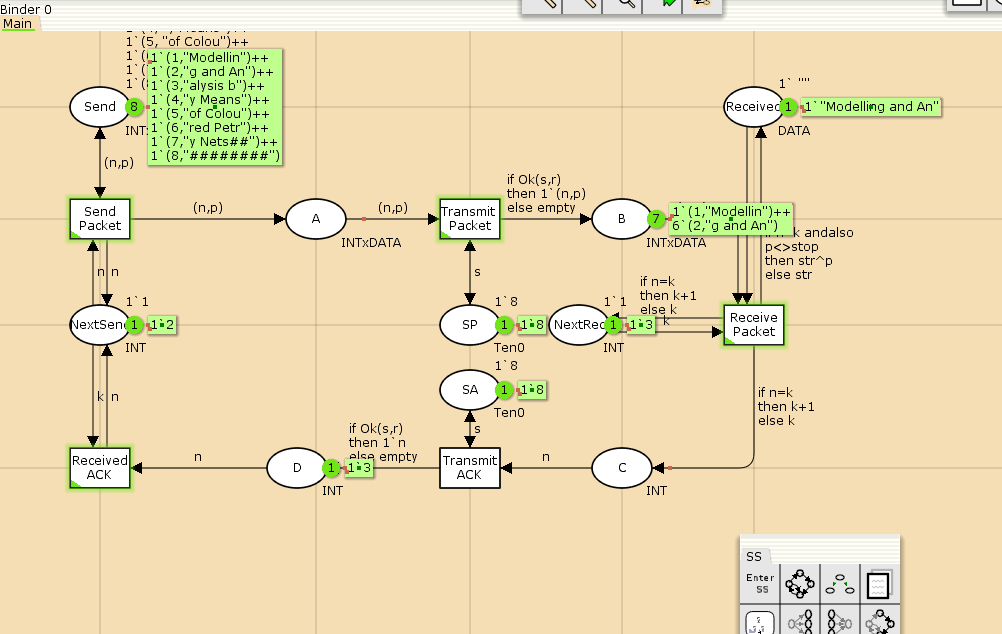 Binder 0
Main
1`(5, "of Colou")++
1`(1,"Modellin")++
1`(2,"g and An")++
1`(3,"alysis b")++
1`(4,"y Means")++
1`(5,"of Colou")++
1`(6,"red Petr")++
1`(7,"y Nets##")++
1`(8,"########")
Send
8
1` ""
Received
1
1`"Modelling and An"
DATA
(n,p)
Send
Packet
(n,p)
A
INTxDATA
(n,p)
Transmit
Packet
if Ok(s,r)
then 1`(n,p)
else empty
B
7
1`(1,"Modellin")++
6`(2,"g and An")
INTxDATA
k andalso
p<>stop
then str^p
else str
n n
s
if n=k
then k+1
else k
1`1
NextSend
1
1`2
INT
1`8
SP
1
1`8
Ten0
1`1
NextRec
1
1`3
INT
k
Receive
Packet
1`8
SA
1
1`8
Ten0
k n
s
if n=k
then k+1
else k
if Ok(s,r)
then 1`n
else empty
Received
ACK
n
D
1
1`3
INT
Transmit
ACK
n
C
INT
SS
Enter
SS